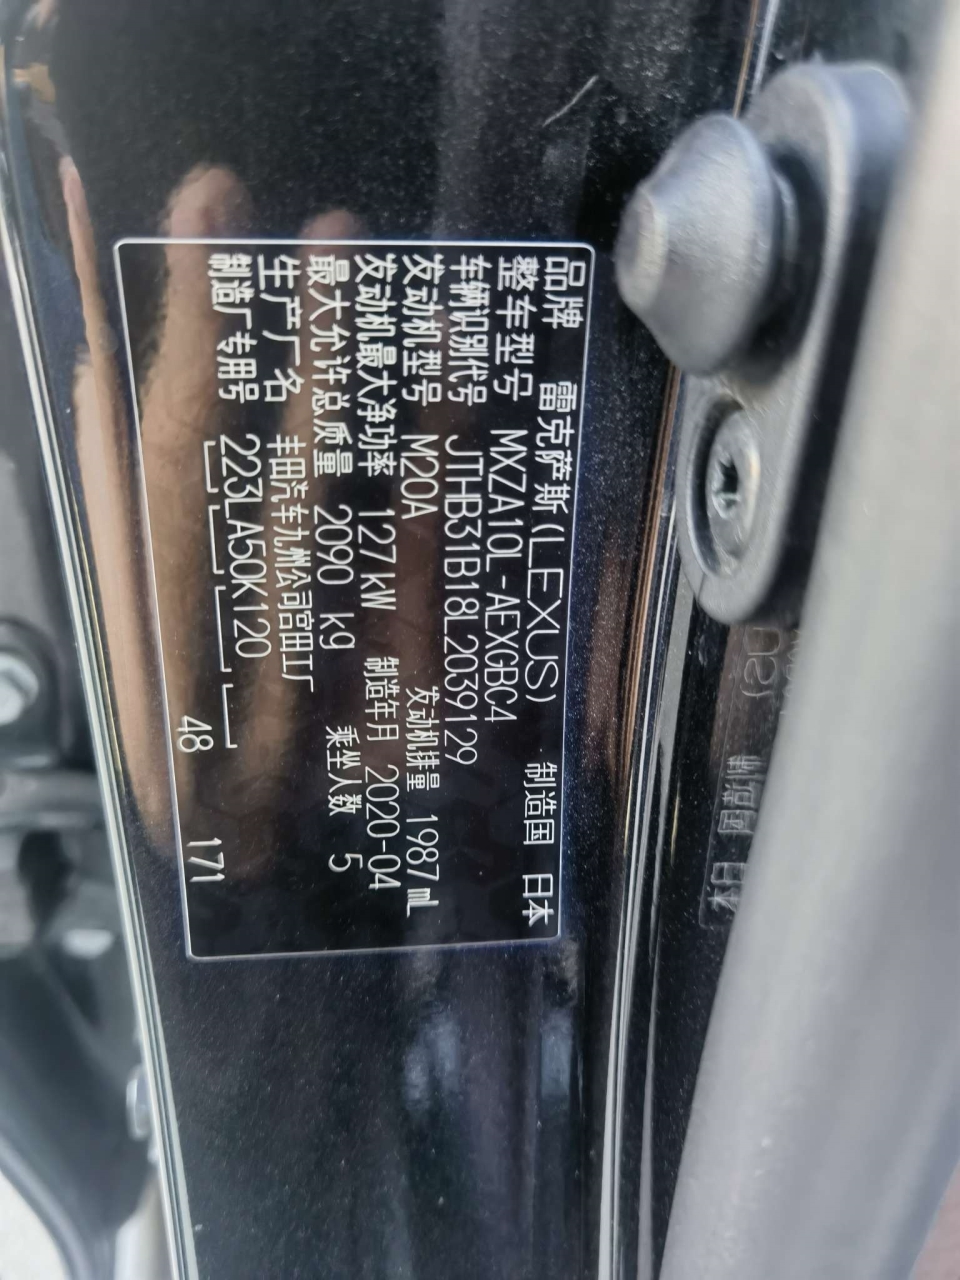 品牌 雷克萨斯(LEXUS) 制造国 日本
整车型号 MXZA10L-AEXGBC4
车辆识别代号 JTHB31B18L2039129
发动机型号 M20A 发动机排量 1987mL
发动机最大净功率 127kW 制造年月 2020-04
最大允许总质量 2090 kg 乘坐人数 5
生产厂名 丰田汽车九州公司宫田工厂
制造厂专用号 223LA50K120
48 171